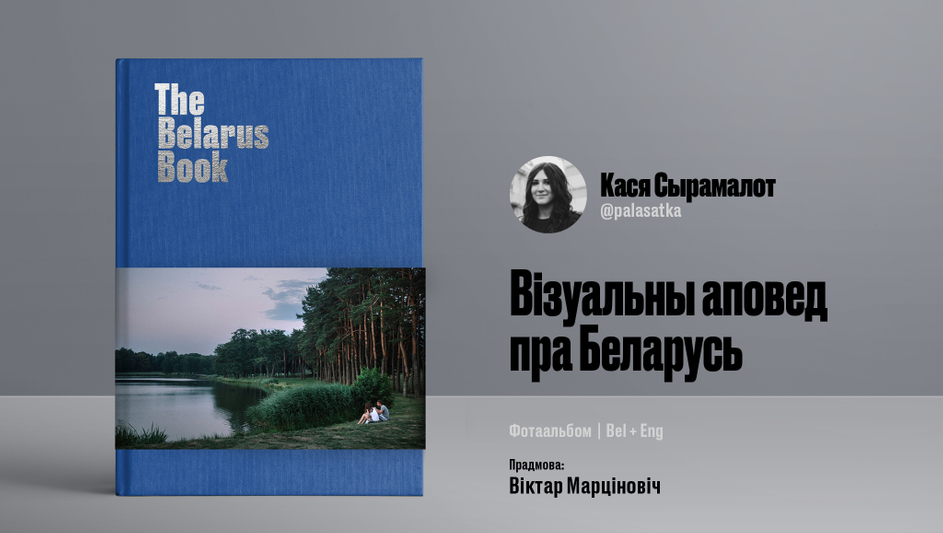 The
Belarus
Book
Кася Сырамалот
@palasatka
Візуальны аповед
пра Беларусь
Фотаальбом | Bel + Eng
Прадмова:
Віктар Марціновіч